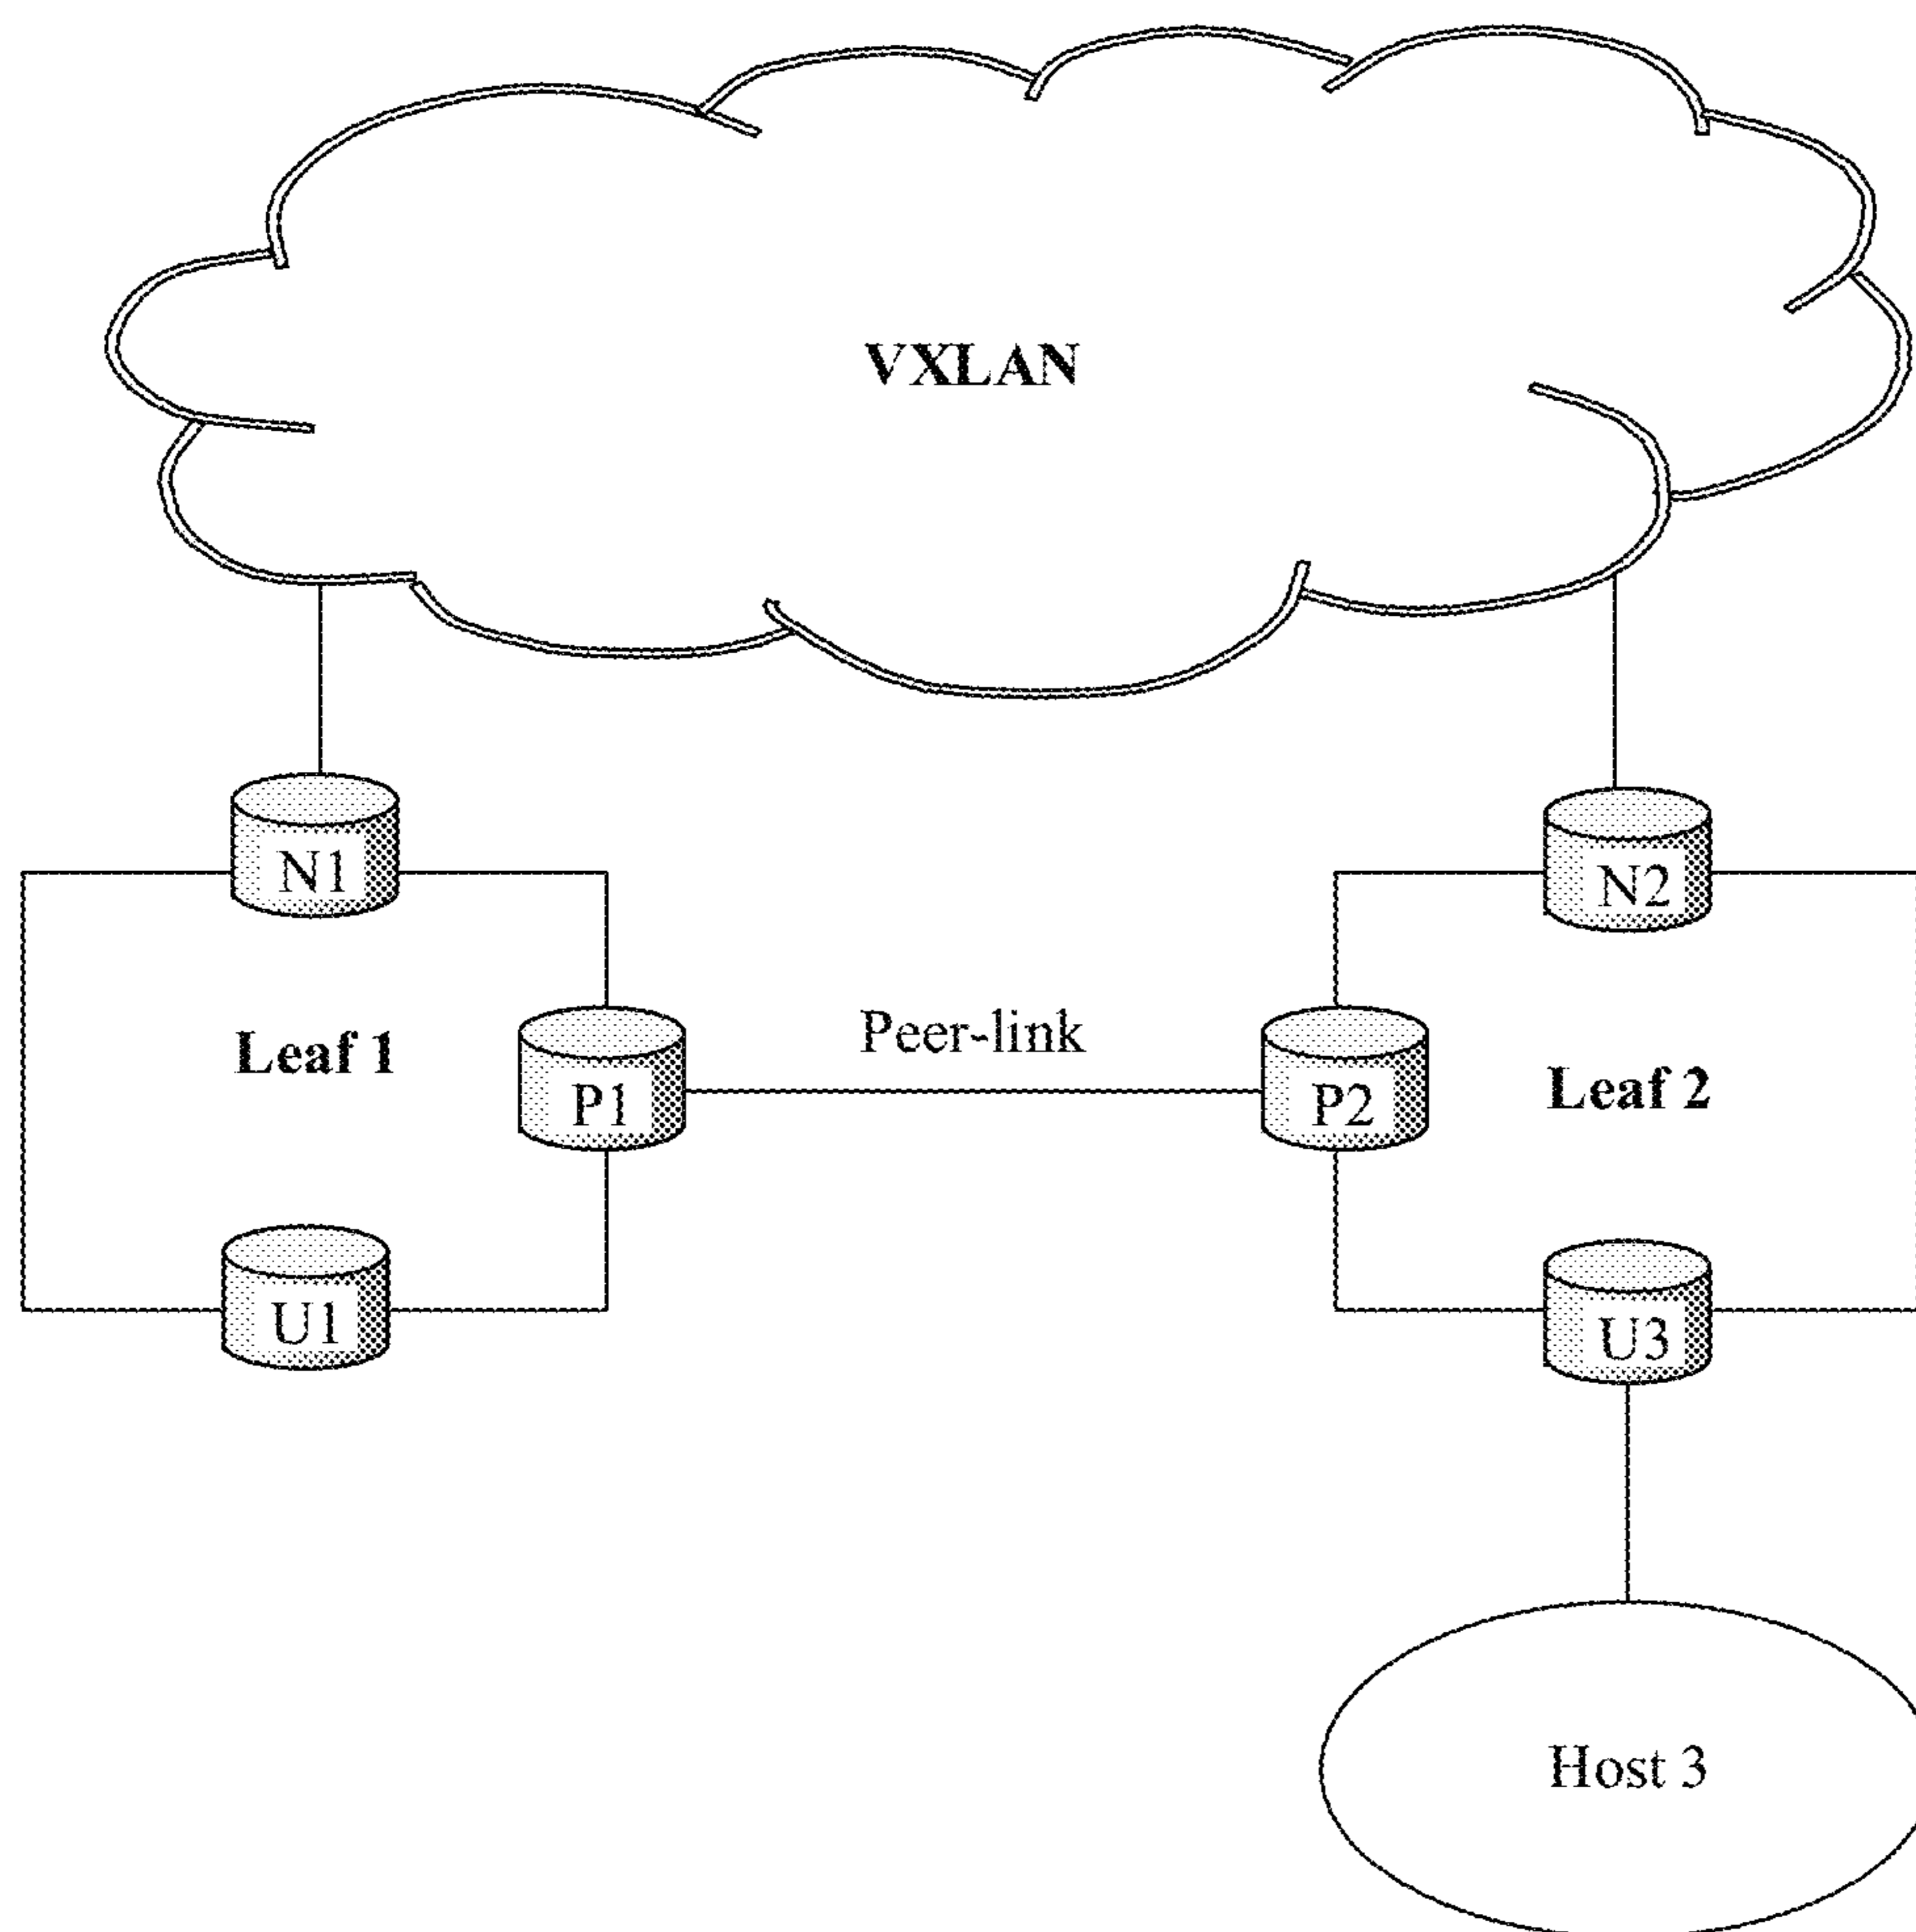 VXLAN
N1
N2
Leaf 1
P1
Peer-link
P2
Leaf 2
U1
U3
Host 3